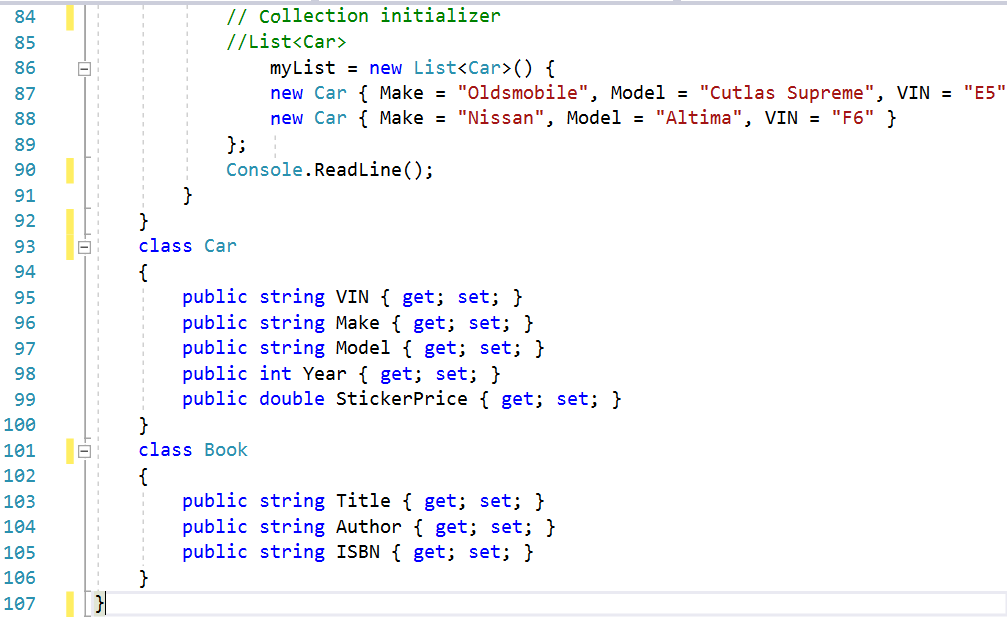 84 // Collection initializer
85 //List<Car>
86 myList = new List<Car>() {
87 new Car { Make = "Oldsmobile", Model = "Cutlas Supreme", VIN = "E5"
88 new Car { Make = "Nissan", Model = "Altima", VIN = "F6" }
89 };
90 Console.ReadLine();
91 }
92 }
93 class Car
94 {
95 public string VIN { get; set; }
96 public string Make { get; set; }
97 public string Model { get; set; }
98 public int Year { get; set; }
99 public double StickerPrice { get; set; }
100 }
101 class Book
102 {
103 public string Title { get; set; }
104 public string Author { get; set; }
105 public string ISBN { get; set; }
106 }
107 }